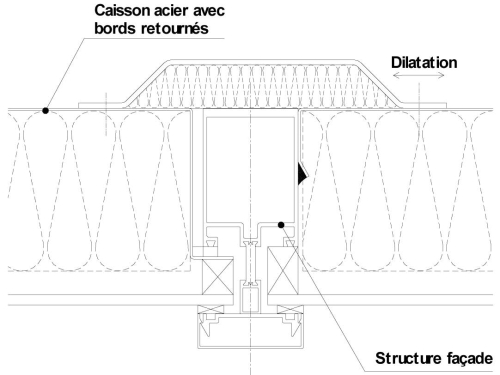 Caisson acier avec
bords retournés
Dilatation
Structure façade